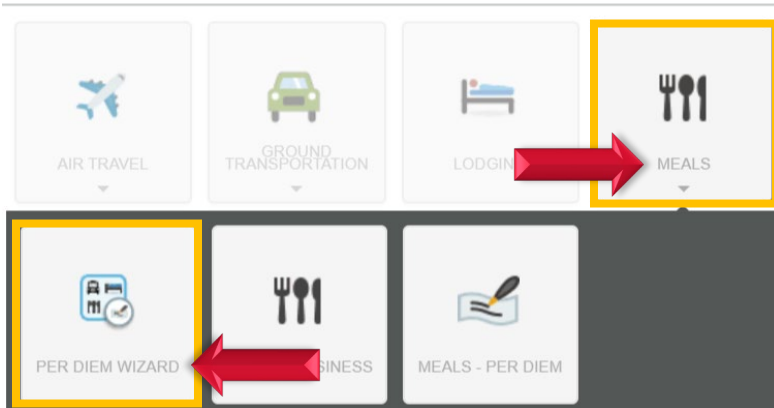 AIR TRAVEL
GROUND
TRANSPORTATION
LODGIN
MEALS
PER DIEM WIZARD
SINESS
MEALS - PER DIEM